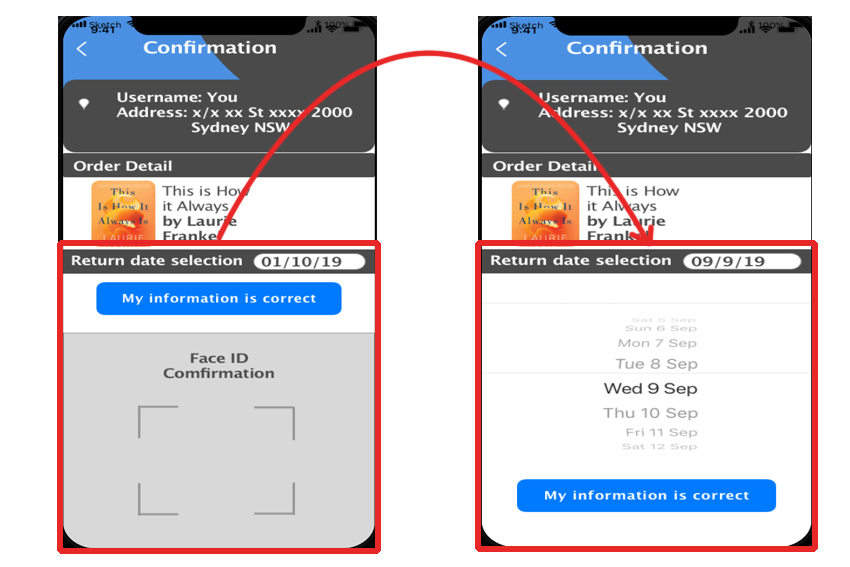 Sketch
9:41
100%
Confirmation
Username: You
Address: x/x xx St xxxx 2000
Sydney NSW
Order Detail
This
Is How It
Always Is
LAURIE
This is How
it Always
by Laurie
Frankel
Return date selection 01/10/19
My information is correct
Face ID
Comfirmation
Sketch
9:41
100%
Confirmation
Username: You
Address: x/x xx St xxxx 2000
Sydney NSW
Order Detail
This
Is How It
Always Is
LAURIE
This is How
it Always
by Laurie
Frankel
Return date selection 09/9/19
Sat 5 Sep
Sun 6 Sep
Mon 7 Sep
Tue 8 Sep
Wed 9 Sep
Thu 10 Sep
Fri 11 Sep
Sat 12 Sep
My information is correct